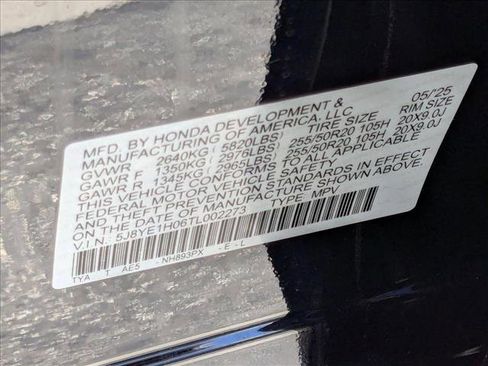 MFD. BY HONDA DEVELOPMENT & 05/25
MANUFACTURING OF AMERICA, LLC
GVWR 2640KG( 5820LBS) TIRE SIZE RIM SIZE
GAWR F 1350KG( 2976LBS) 255/50R20 105H 20X9.0J
GAWR R 1345KG( 2965LBS) 255/50R20 105H 20X9.0J
THIS VEHICLE CONFORMS TO ALL APPLICABLE
FEDERAL MOTOR VEHICLE SAFETY, BUMPER, AND
THEFT PREVENTION STANDARDS IN EFFECT
ON THE DATE OF MANUFACTURE SHOWN ABOVE.
V.I.N. 5J8YE1H06TL002273 TYPE: MPV
TYA T AE5 - NH893PX - E - L